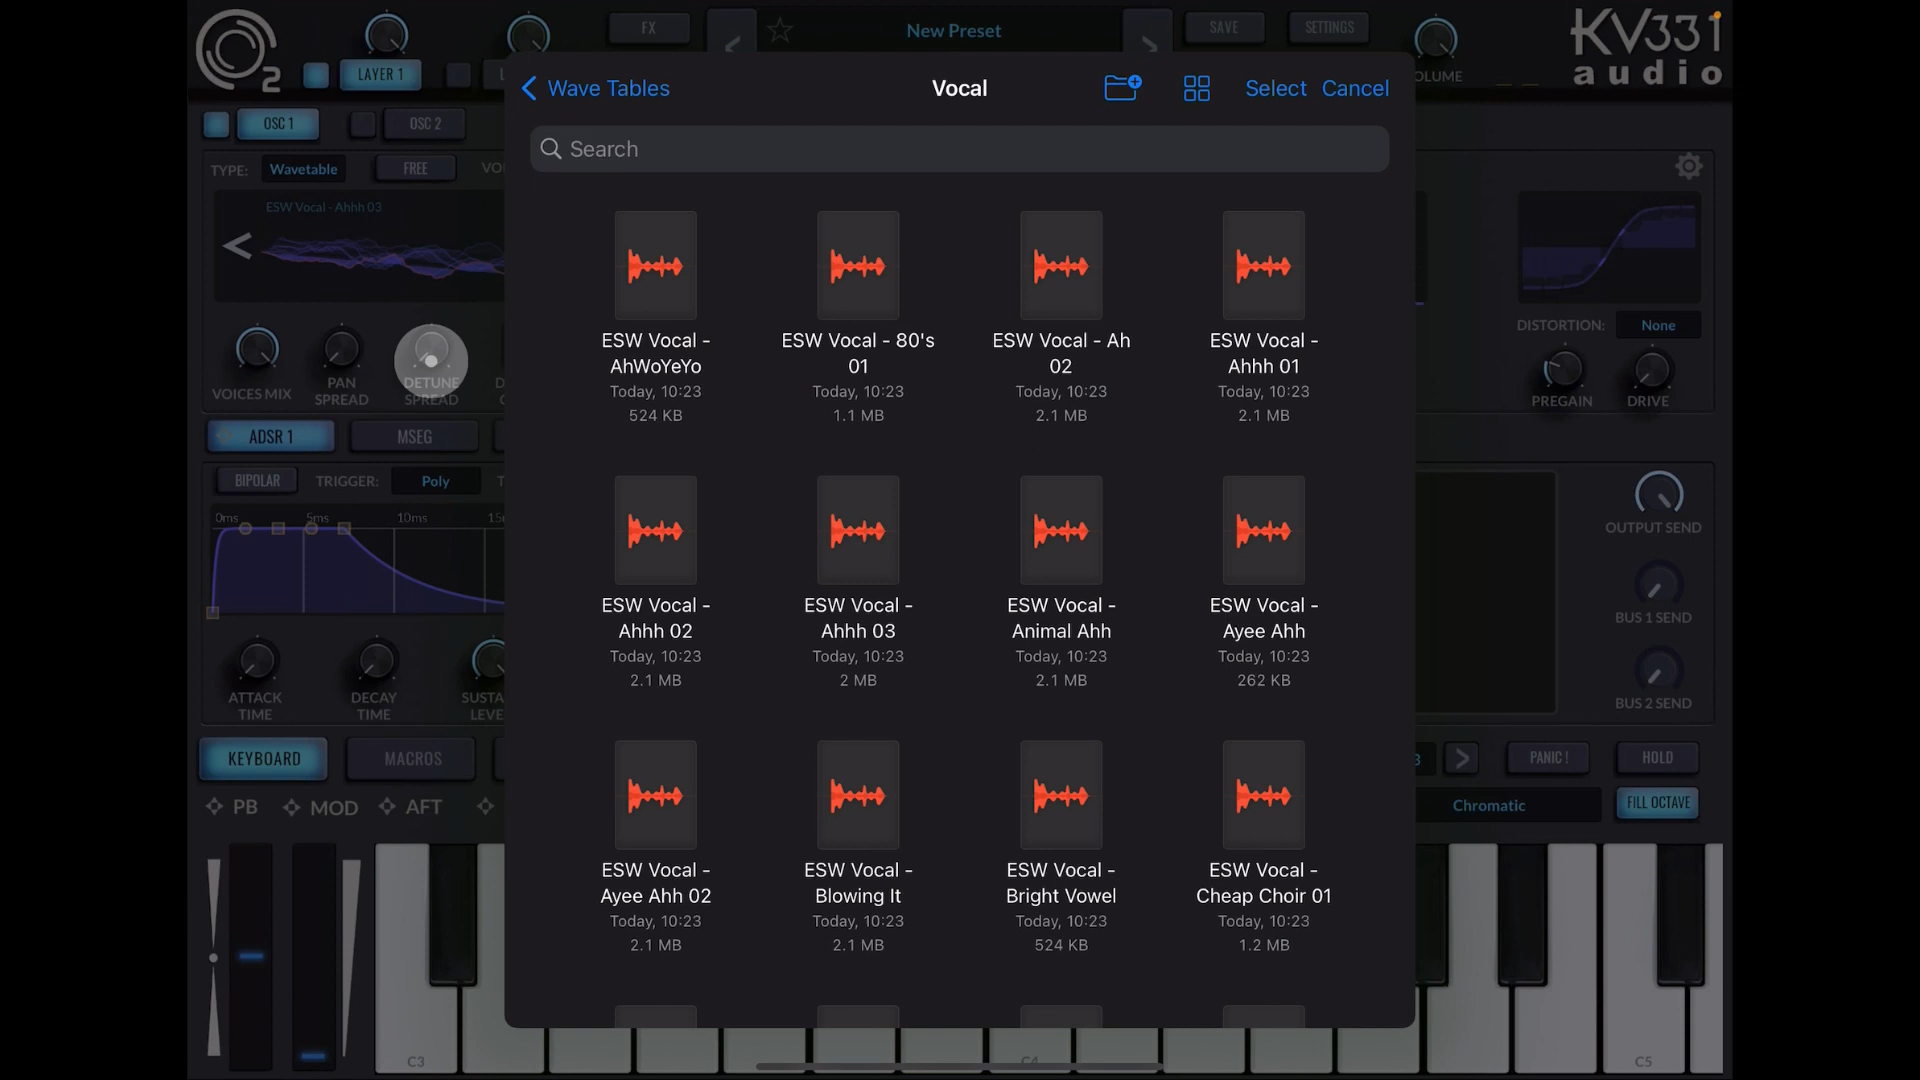 2
FX
New Preset
SAVE
SETTINGS
KV331
audio
LAYER 1
OLUME
Wave Tables
Vocal
Select
Cancel
OSC 1
OSC 2
Search
TYPE:
Wavetable
FREE
ESW Vocal - Ahhh 03
VOICES MIX
PAN
SPREAD
DETUNE
SPREAD
DISTORTION:
None
PREGAIN
DRIVE
ESW Vocal -
AhWoYeYo
Today, 10:23
524 KB
ESW Vocal - 80's
01
Today, 10:23
1.1 MB
ESW Vocal - Ah
02
Today, 10:23
2.1 MB
ESW Vocal -
Ahhh 01
Today, 10:23
2.1 MB
ADSR 1
MSEG
BIPOLAR
TRIGGER:
Poly
0ms
5ms
10ms
ATTACK
TIME
DECAY
TIME
SUSTA
LEVE
OUTPUT SEND
BUS 1 SEND
BUS 2 SEND
ESW Vocal -
Ahhh 02
Today, 10:23
2.1 MB
ESW Vocal -
Ahhh 03
Today, 10:23
2 MB
ESW Vocal -
Animal Ahh
Today, 10:23
2.1 MB
ESW Vocal -
Ayee Ahh
Today, 10:23
262 KB
KEYBOARD
MACROS
PB
MOD
AFT
3
PANIC !
HOLD
Chromatic
FILL OCTAVE
ESW Vocal -
Ayee Ahh 02
Today, 10:23
2.1 MB
ESW Vocal -
Blowing It
Today, 10:23
2.1 MB
ESW Vocal -
Bright Vowel
Today, 10:23
524 KB
ESW Vocal -
Cheap Choir 01
Today, 10:23
1.2 MB
C3
C4
C5